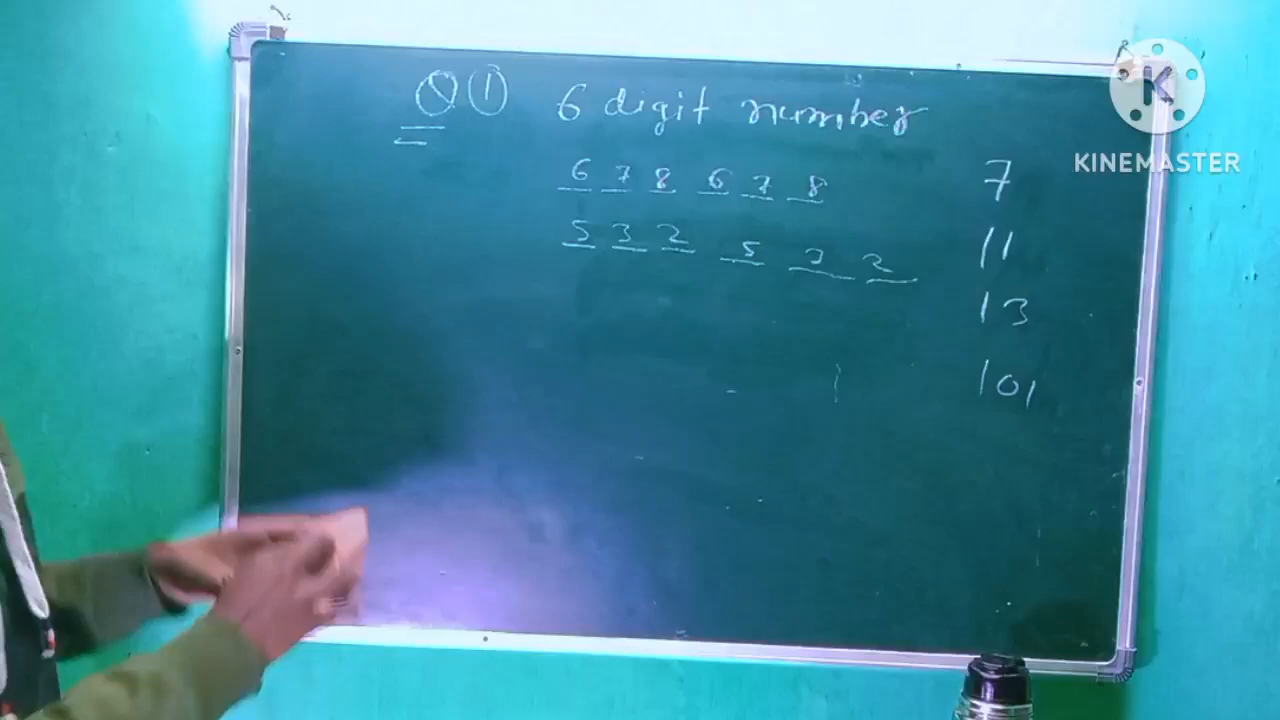 Q ① 6 digit number
6 7 8 6 7 8 7
5 3 2 5 3 2 11
13
101
K
KINEMASTER